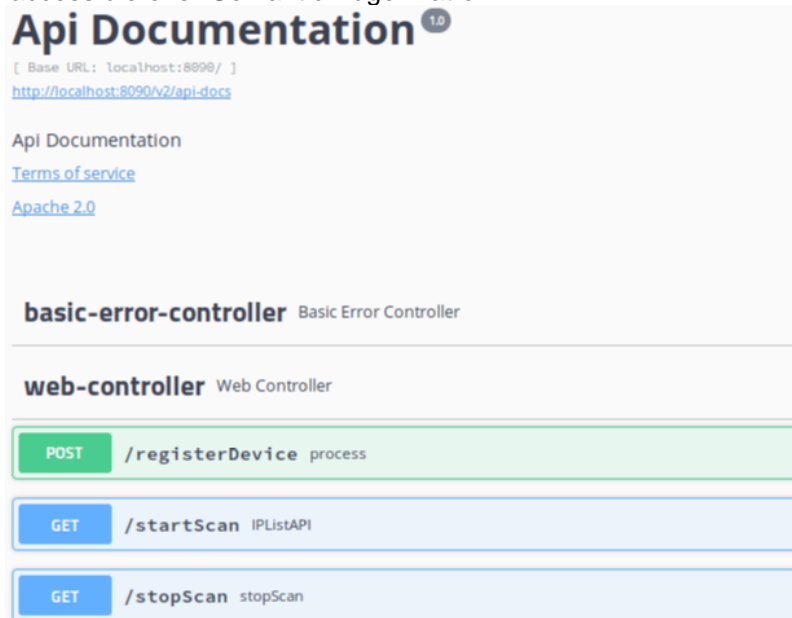 Api Documentation 1.0
[ Base URL: localhost:8090/ ]
http://localhost:8090/v2/api-docs
Api Documentation
Terms of service
Apache 2.0
basic-error-controller Basic Error Controller
web-controller Web Controller
POST /registerDevice process
GET /startScan IPListAPI
GET /stopScan stopScan